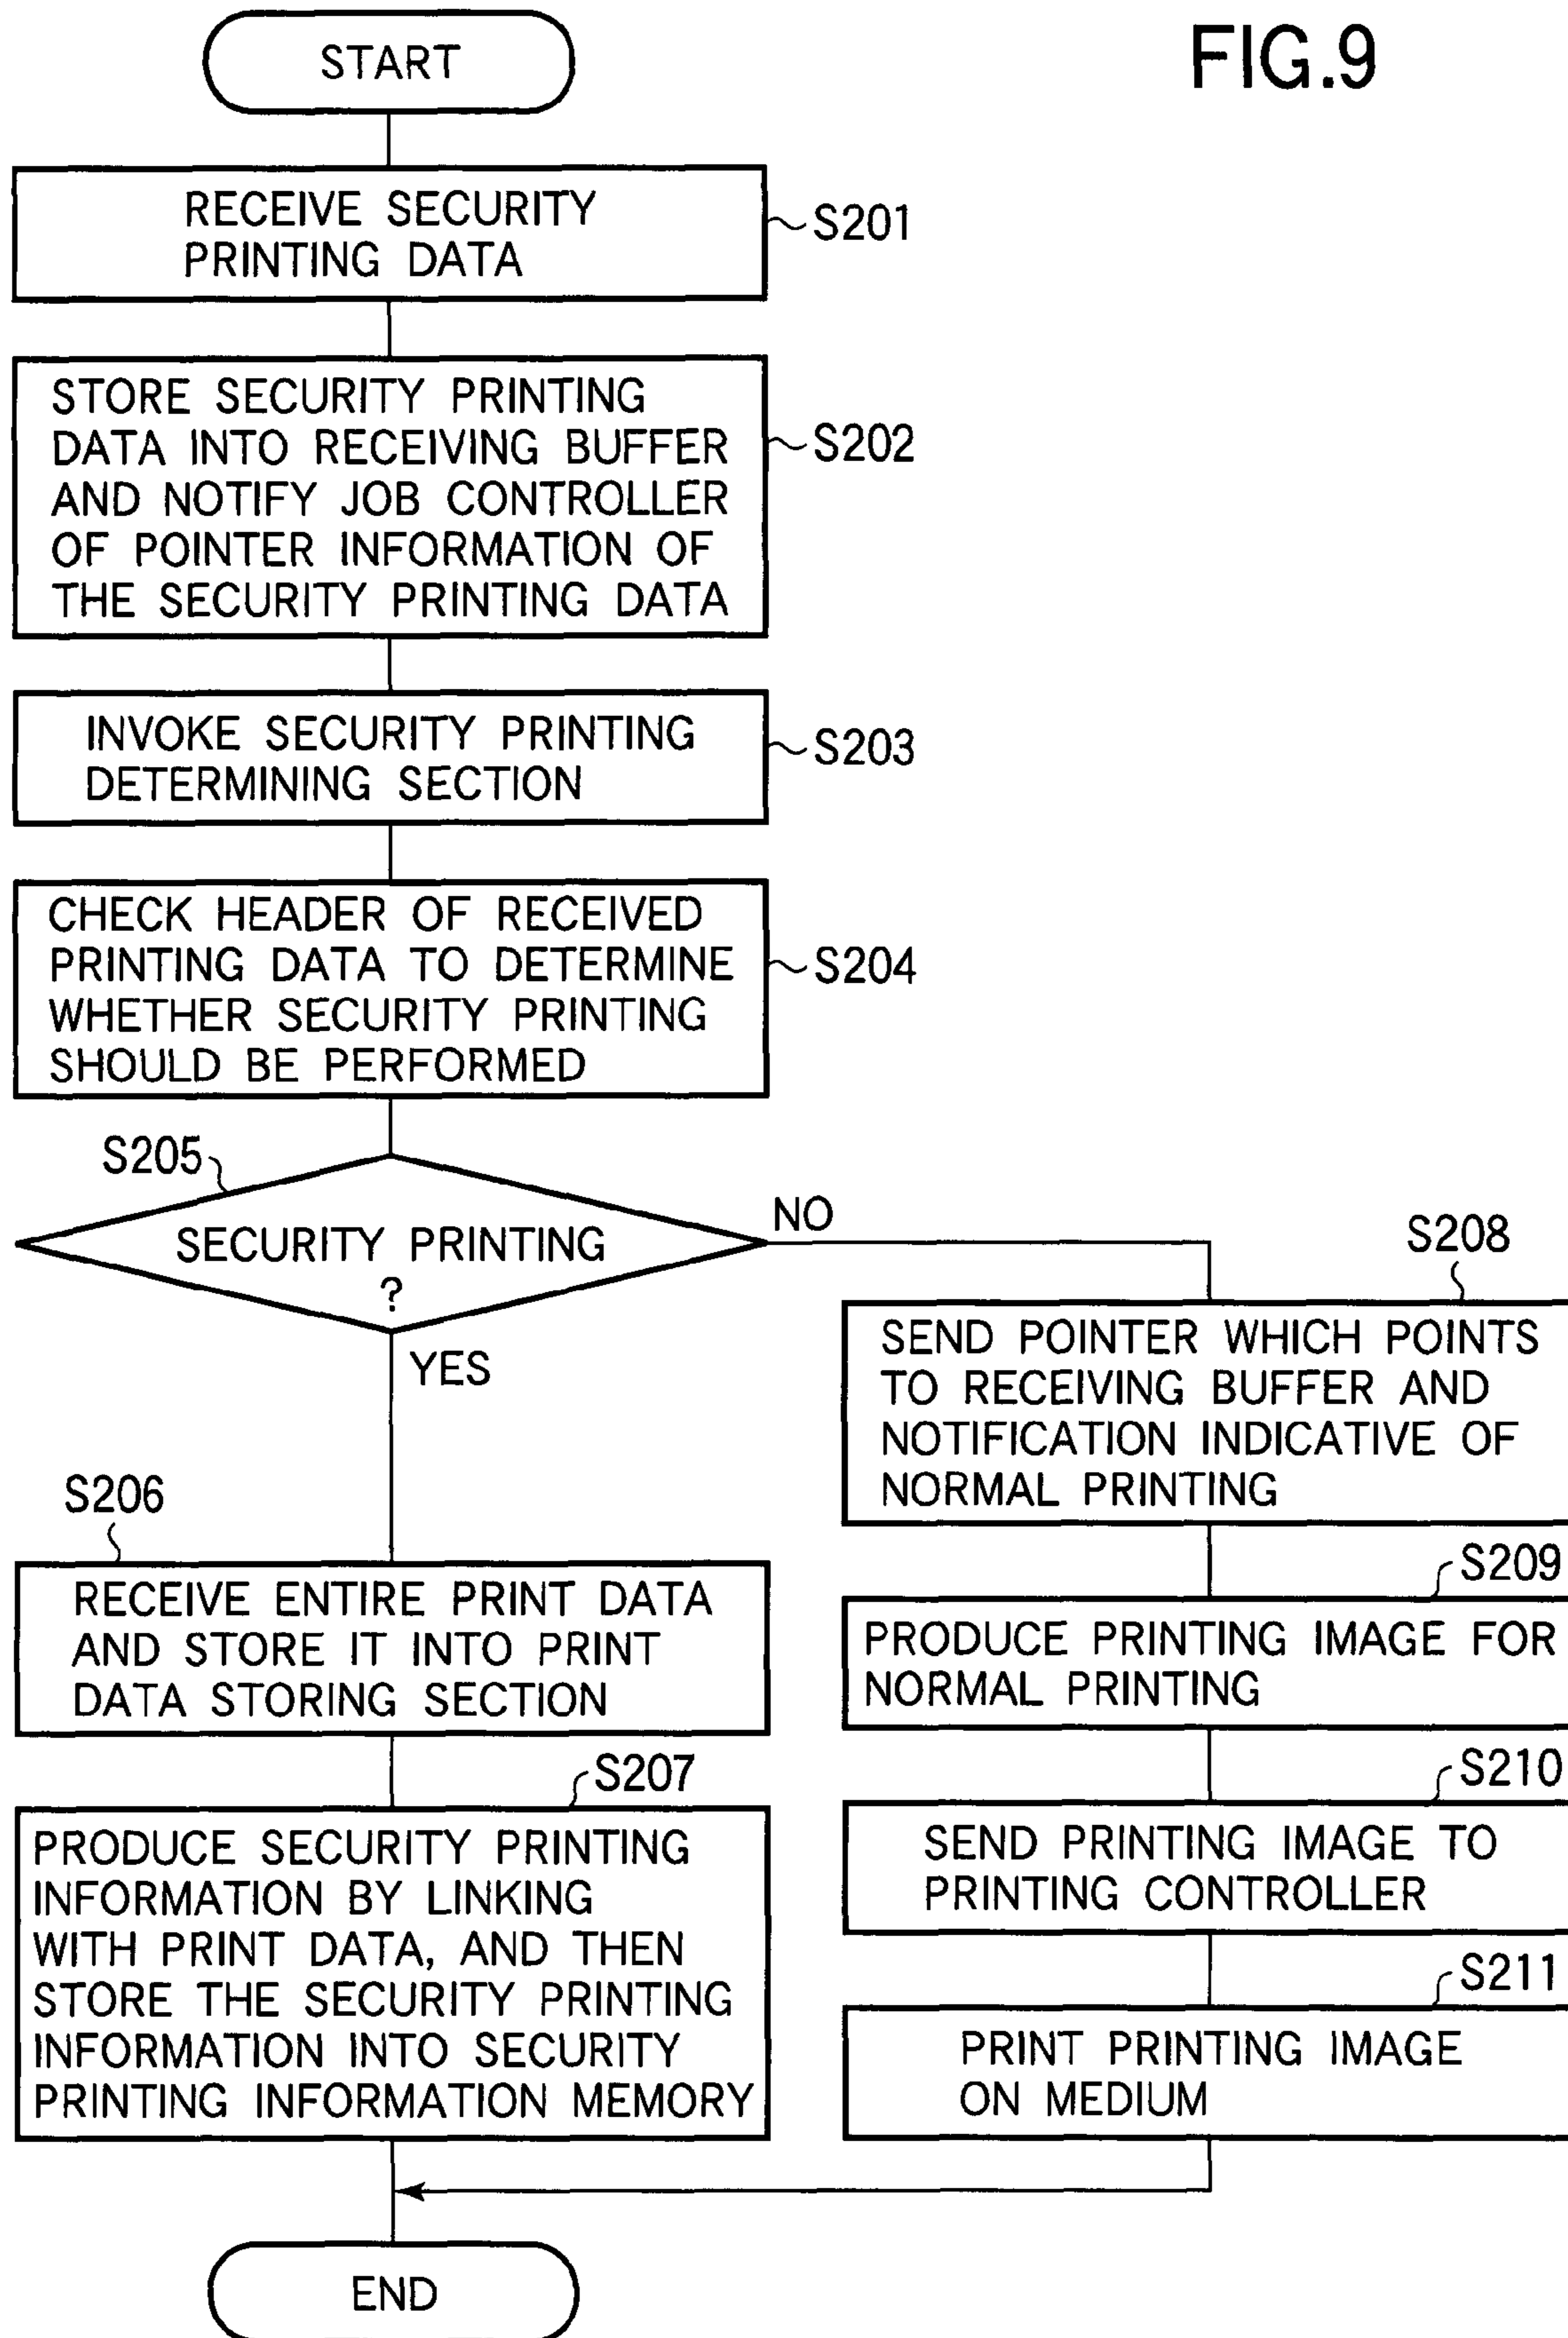 FIG.9
START
RECEIVE SECURITY
PRINTING DATA
S201
STORE SECURITY PRINTING
DATA INTO RECEIVING BUFFER
AND NOTIFY JOB CONTROLLER
OF POINTER INFORMATION OF
THE SECURITY PRINTING DATA
S202
INVOKE SECURITY PRINTING
DETERMINING SECTION
S203
CHECK HEADER OF RECEIVED
PRINTING DATA TO DETERMINE
WHETHER SECURITY PRINTING
SHOULD BE PERFORMED
S204
S205
SECURITY PRINTING
?
NO
YES
S206
RECEIVE ENTIRE PRINT DATA
AND STORE IT INTO PRINT
DATA STORING SECTION
S207
PRODUCE SECURITY PRINTING
INFORMATION BY LINKING
WITH PRINT DATA, AND THEN
STORE THE SECURITY PRINTING
INFORMATION INTO SECURITY
PRINTING INFORMATION MEMORY
S208
SEND POINTER WHICH POINTS
TO RECEIVING BUFFER AND
NOTIFICATION INDICATIVE OF
NORMAL PRINTING
S209
PRODUCE PRINTING IMAGE FOR
NORMAL PRINTING
S210
SEND PRINTING IMAGE TO
PRINTING CONTROLLER
S211
PRINT PRINTING IMAGE
ON MEDIUM
END